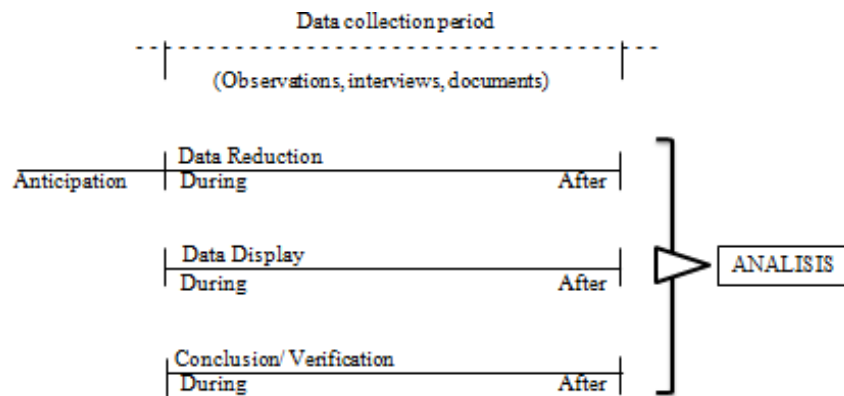 Data collection period
(Observations, interviews, documents)
Data Reduction
Anticipation During After
Data Display
During After
ANALISIS
Conclusion/ Verification
During After